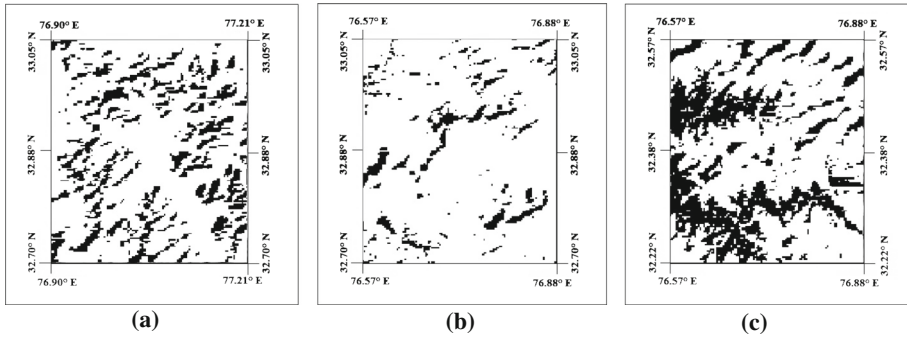 76.90° E 77.21° E
33.05° N 33.05° N
32.88° N 32.88° N
32.70° N 32.70° N
76.90° E 77.21° E
(a)
76.57° E 76.88° E
33.05° N 33.05° N
32.88° N 32.88° N
32.70° N 32.70° N
76.57° E 76.88° E
(b)
76.57° E 76.88° E
32.57° N 32.57° N
32.38° N 32.38° N
32.22° N 32.22° N
76.57° E 76.88° E
(c)